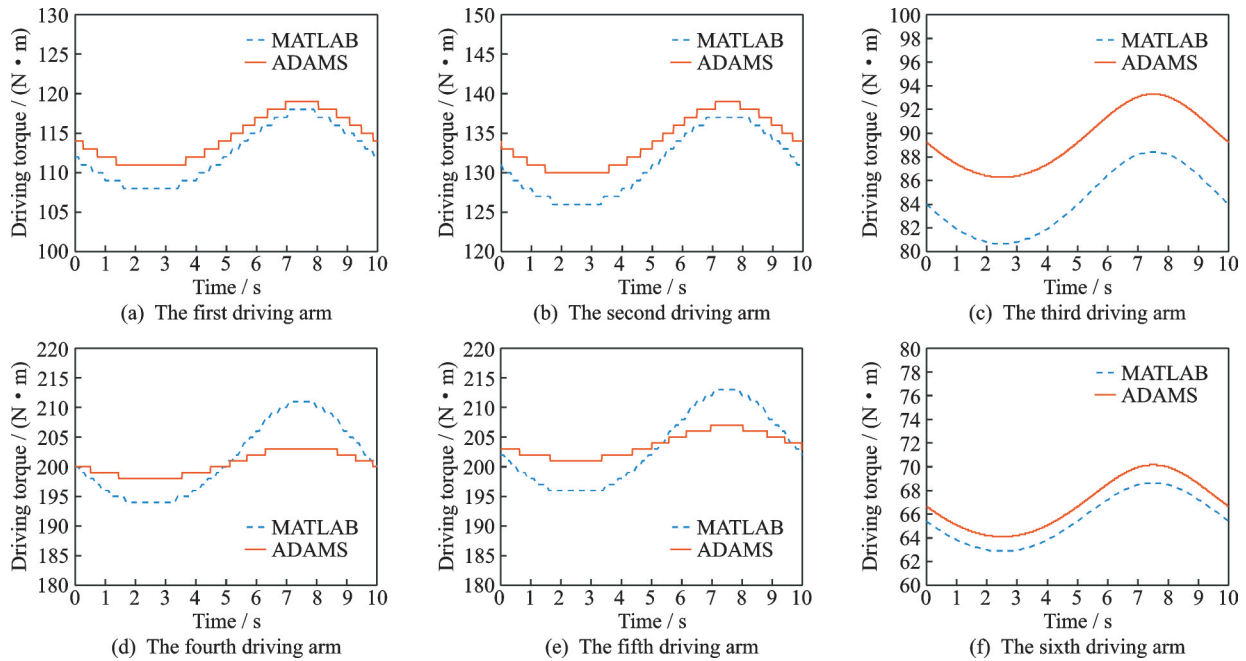 130
125
120
115
110
105
100
Driving torque / (N • m)
MATLAB
ADAMS
0 1 2 3 4 5 6 7 8 9 10
Time / s
(a) The first driving arm
150
145
140
135
130
125
120
Driving torque / (N • m)
MATLAB
ADAMS
0 1 2 3 4 5 6 7 8 9 10
Time / s
(b) The second driving arm
100
98
96
94
92
90
88
86
84
82
80
Driving torque / (N • m)
MATLAB
ADAMS
0 1 2 3 4 5 6 7 8 9 10
Time / s
(c) The third driving arm
220
215
210
205
200
195
190
185
180
Driving torque / (N • m)
MATLAB
ADAMS
0 1 2 3 4 5 6 7 8 9 10
Time / s
(d) The fourth driving arm
220
215
210
205
200
195
190
185
180
Driving torque / (N • m)
MATLAB
ADAMS
0 1 2 3 4 5 6 7 8 9 10
Time / s
(e) The fifth driving arm
80
78
76
74
72
70
68
66
64
62
60
Driving torque / (N • m)
MATLAB
ADAMS
0 1 2 3 4 5 6 7 8 9 10
Time / s
(f) The sixth driving arm